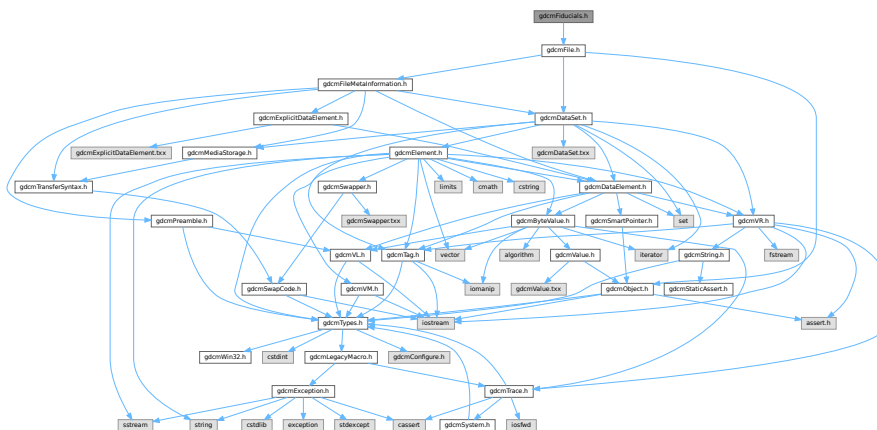 gdcmFiducials.h
gdcmFile.h
gdcmFileMetaInformation.h
gdcmExplicitDataElement.h
gdcmDataSet.h
gdcmExplicitDataElement.txx
gdcmMediaStorage.h
gdcmElement.h
gdcmDataSet.txx
gdcmTransferSyntax.h
gdcmSwapper.h
limits
cmath
cstring
gdcmDataElement.h
gdcmPreamble.h
gdcmSwapper.txx
gdcmByteValue.h
gdcmSmartPointer.h
set
gdcmVR.h
gdcmVL.h
gdcmTag.h
vector
algorithm
gdcmValue.h
iterator
gdcmString.h
fstream
gdcmSwapCode.h
gdcmVM.h
iomanip
gdcmValue.txx
gdcmObject.h
gdcmStaticAssert.h
gdcmTypes.h
iostream
assert.h
gdcmWin32.h
cstdint
gdcmLegacyMacro.h
gdcmConfigure.h
gdcmException.h
gdcmTrace.h
sstream
string
cstdlib
exception
stdexcept
cassert
gdcmSystem.h
iosfwd